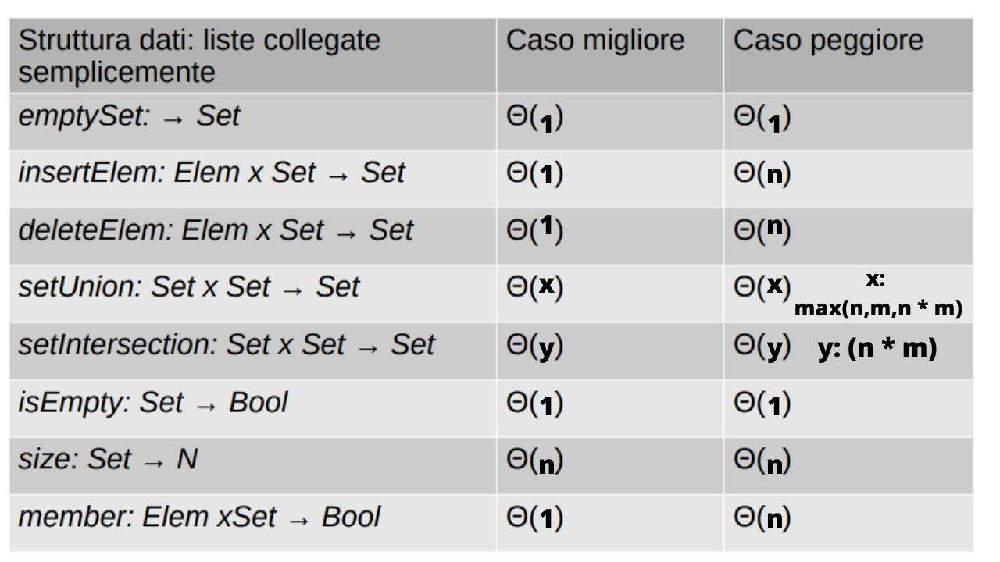 Struttura dati: liste collegate
semplicemente
Caso migliore
Caso peggiore
emptySet: → Set
Θ(1)
Θ(1)
insertElem: Elem x Set → Set
Θ(1)
Θ(n)
deleteElem: Elem x Set → Set
Θ(1)
Θ(n)
setUnion: Set x Set → Set
Θ(x)
Θ(x)
x:
max(n,m,n * m)
setIntersection: Set x Set → Set
Θ(y)
Θ(y)
y: (n * m)
isEmpty: Set → Bool
Θ(1)
Θ(1)
size: Set → N
Θ(n)
Θ(n)
member: Elem xSet → Bool
Θ(1)
Θ(n)